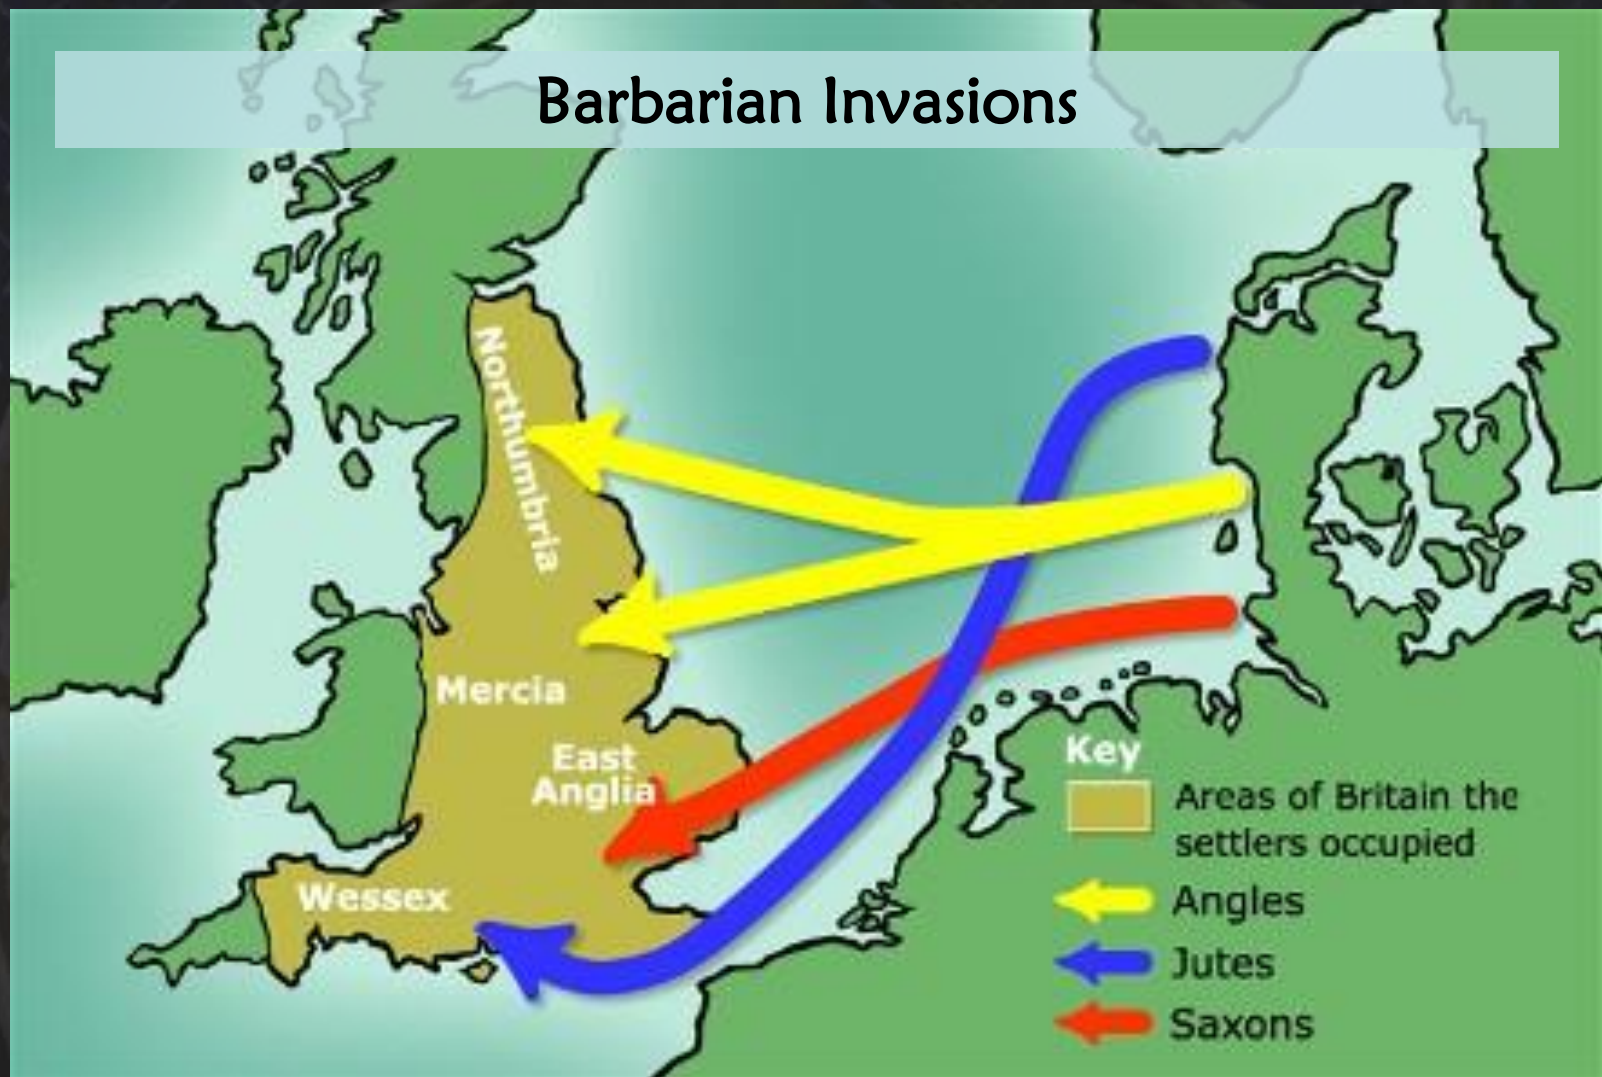 Barbarian Invasions
Northumbria
Mercia
East
Anglia
Wessex
Key
Areas of Britain the
settlers occupied
Angles
Jutes
Saxons